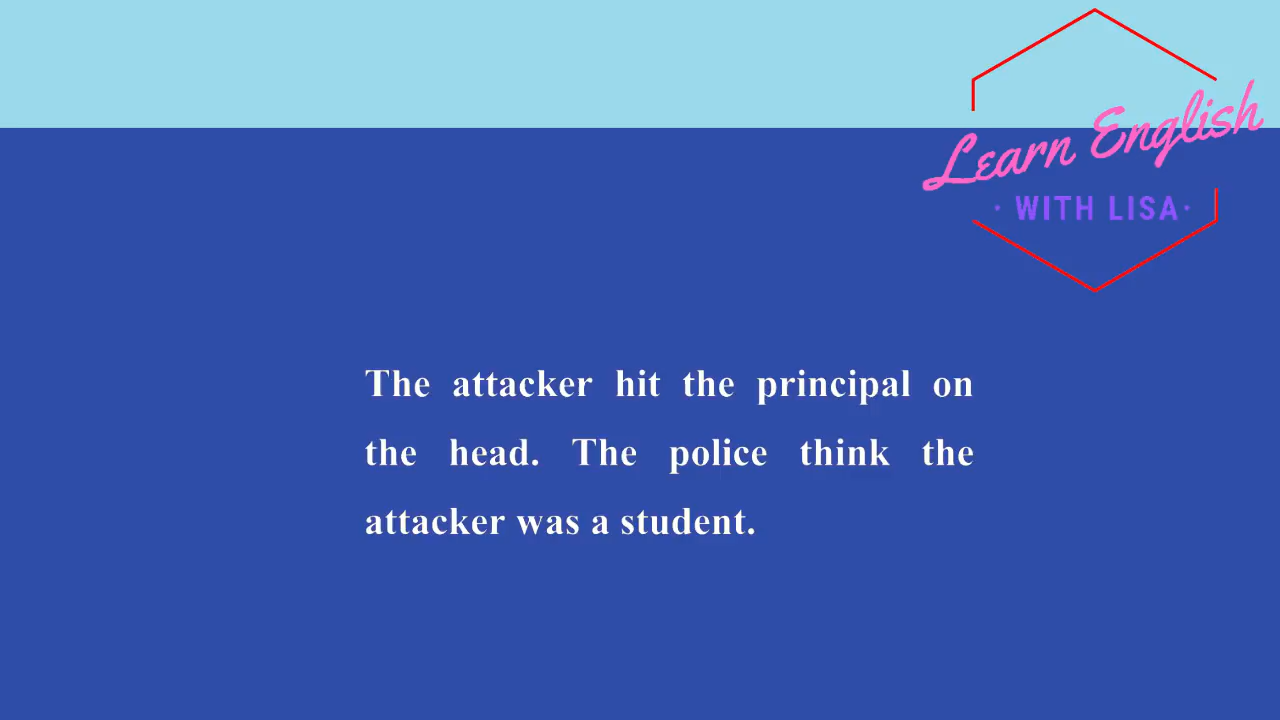 Learn English
· WITH LISA·
The attacker hit the principal on
the head. The police think the
attacker was a student.